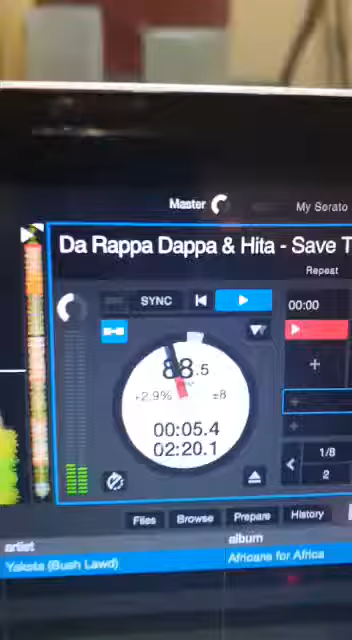 Master
My Serato
Da Rappa Dappa & Hita - Save T
Repeat
SYNC
00:00
88.5
+2.9% ±8
00:05.4
02:20.1
1/8
2
Files Browse Prepare History
artist album
Yaksta (Bush Lawd) Africans for Africa